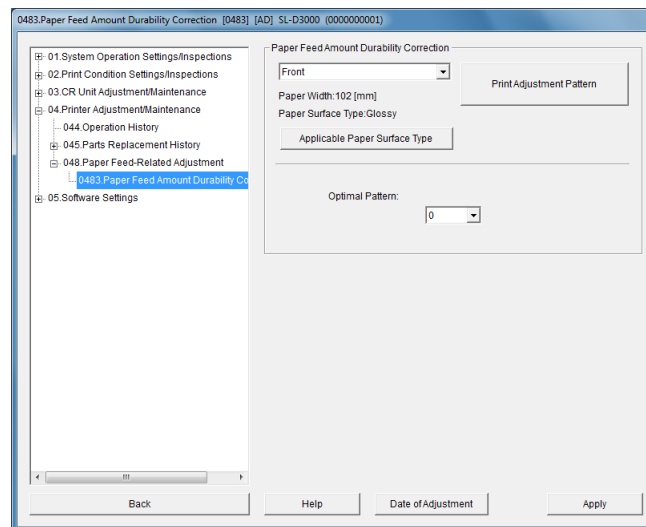 0483.Paper Feed Amount Durability Correction [0483] [AD] SL-D3000 (0000000001)
01.System Operation Settings/Inspections
02.Print Condition Settings/Inspections
03.CR Unit Adjustment/Maintenance
04.Printer Adjustment/Maintenance
044.Operation History
045.Parts Replacement History
048.Paper Feed-Related Adjustment
0483.Paper Feed Amount Durability Co
05.Software Settings
Paper Feed Amount Durability Correction
Front
Print Adjustment Pattern
Paper Width:102 [mm]
Paper Surface Type:Glossy
Applicable Paper Surface Type
Optimal Pattern:
0
Back
Help
Date of Adjustment
Apply